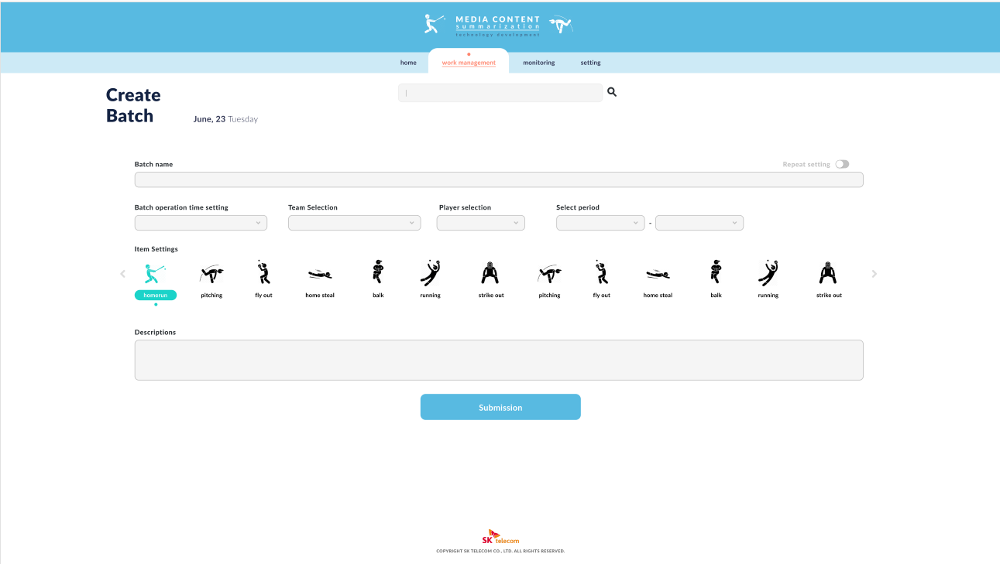 MEDIA CONTENT
summarization
technology development
home work management monitoring setting
Create
Batch
June, 23 Tuesday
Batch name
Repeat setting
Batch operation time setting Team Selection Player selection Select period
-
Item Settings
homerun pitching fly out home steal balk running strike out pitching fly out home steal balk running strike out
Descriptions
Submission
SK telecom
COPYRIGHT SK TELECOM CO., LTD. ALL RIGHTS RESERVED.